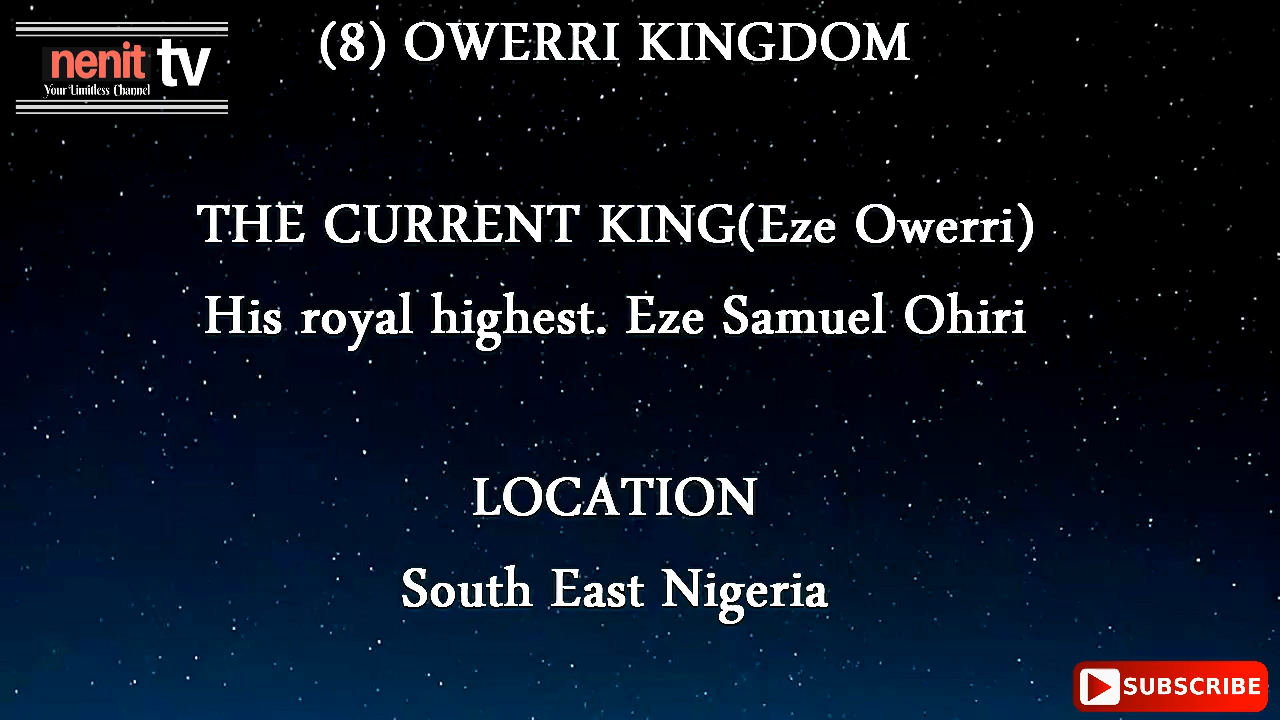 nenit tv
Your Limitless Channel
(8) OWERRI KINGDOM
THE CURRENT KING(Eze Owerri)
His royal highest. Eze Samuel Ohiri
LOCATION
South East Nigeria
SUBSCRIBE